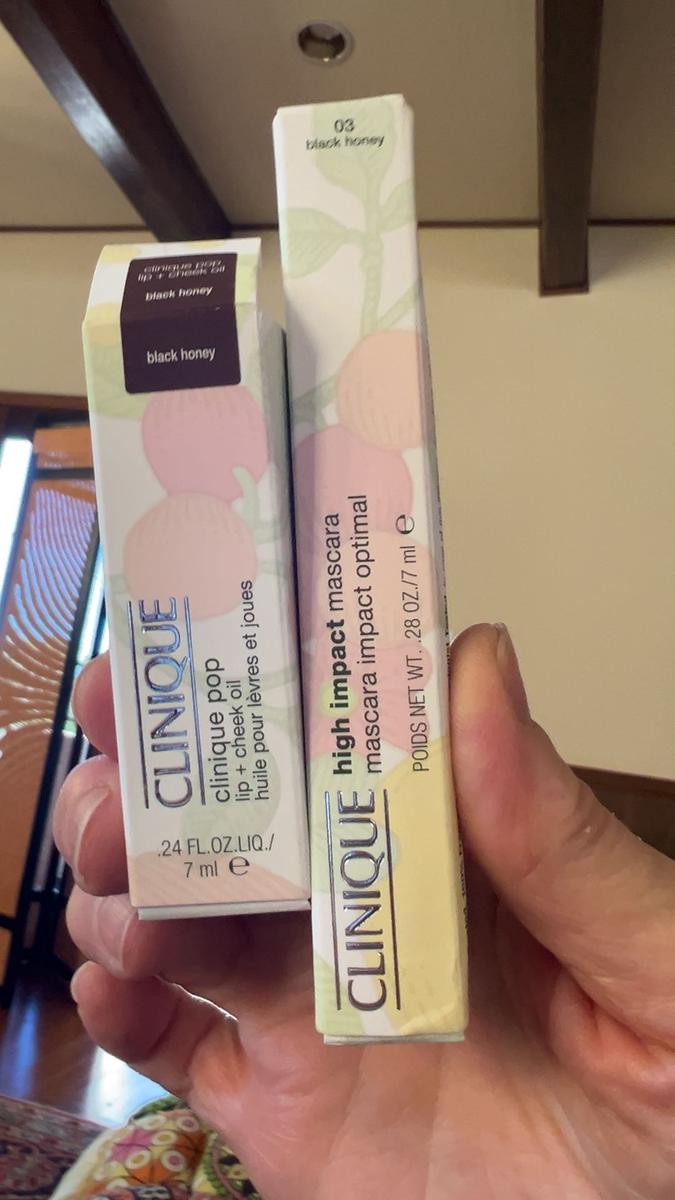 clinique pop
lip + cheek oil
black honey
black honey
CLINIQUE
clinique pop
lip + cheek oil
huile pour lèvres et joues
.24 FL.OZ.LIQ./
7 ml ℮
03
black honey
CLINIQUE
high impact mascara
mascara impact optimal
POIDS NET WT. .28 OZ./7 ml ℮